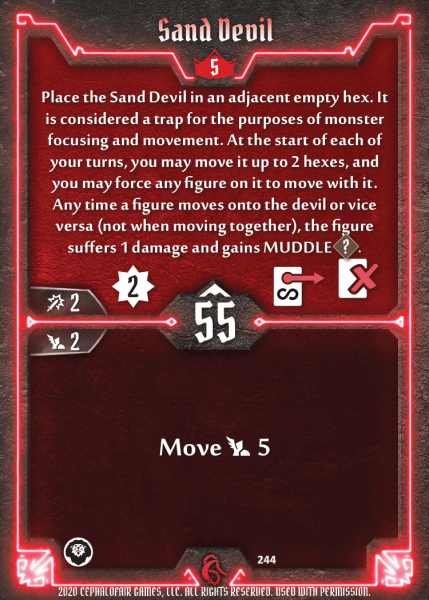 Sand Devil
5
Place the Sand Devil in an adjacent empty hex. It
is considered a trap for the purposes of monster
focusing and movement. At the start of each of
your turns, you may move it up to 2 hexes, and
you may force any figure on it to move with it.
Any time a figure moves onto the devil or vice
versa (not when moving together), the figure
suffers 1 damage and gains MUDDLE ?.
2
2
55
2
Move 5
244
2020 CEPHALOFAIR GAMES, LLC. ALL RIGHTS RESERVED. USED WITH PERMISSION.